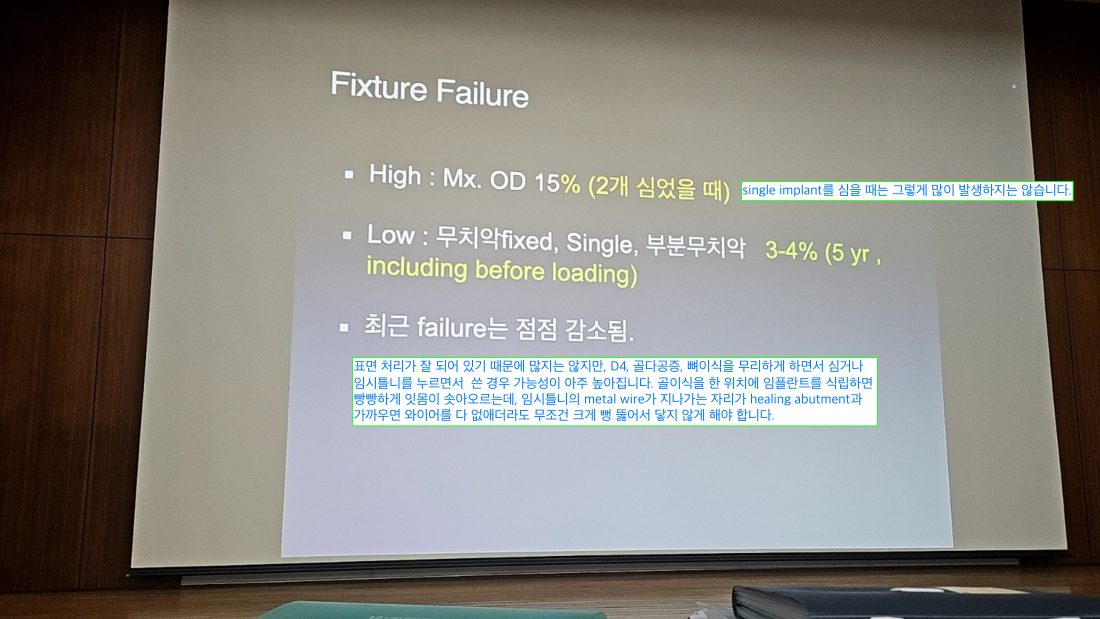 Fixture Failure
High : Mx. OD 15% (2개 심었을 때)
single implant를 심을 때는 그렇게 많이 발생하지는 않습니다.
Low : 무치악fixed, Single, 부분무치악 3-4% (5 yr ,
including before loading)
최근 failure는 점점 감소됨.
표면 처리가 잘 되어 있기 때문에 많지는 않지만, D4, 골다공증, 뼈이식을 무리하게 하면서 심거나
임시틀니를 누르면서 쓴 경우 가능성이 아주 높아집니다. 골이식을 한 위치에 임플란트를 식립하면
빵빵하게 잇몸이 솟아오르는데, 임시틀니의 metal wire가 지나가는 자리가 healing abutment과
가까우면 와이어를 다 없애더라도 무조건 크게 뻥 뚫어서 닿지 않게 해야 합니다.